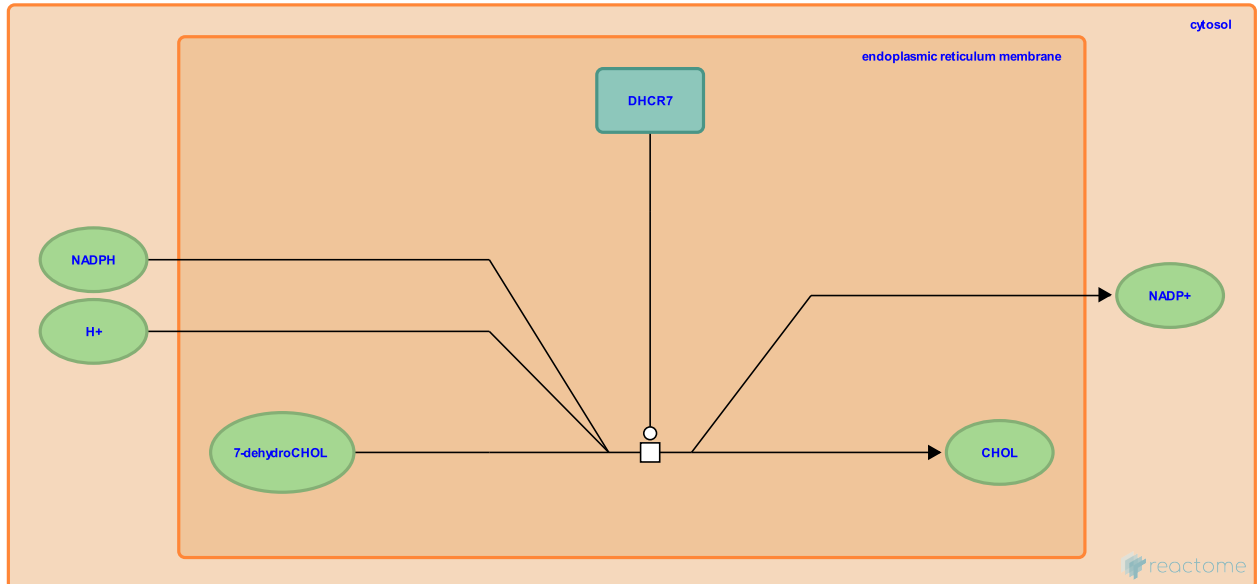 cytosol
endoplasmic reticulum membrane
DHCR7
NADPH
NADP+
H+
7-dehydroCHOL
CHOL
reactome